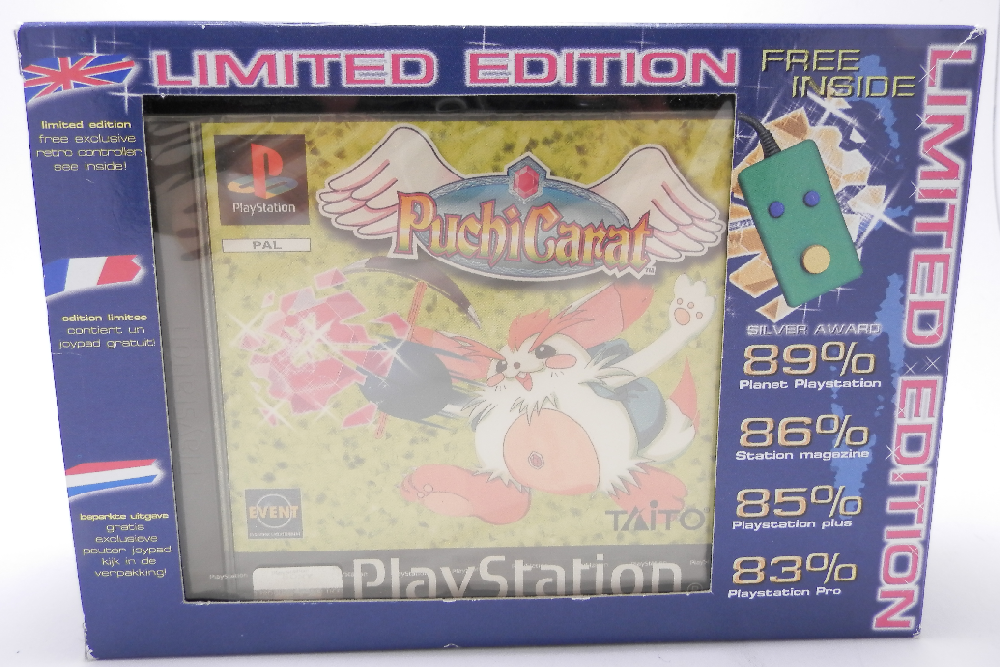 LIMITED EDITION
FREE
INSIDE
LIMITED EDITION
limited edition
free exclusive
retro controller
see inside!
edition limitee
contient un
joypad gratuit!
beperkte uitgave
gratis
exclusieve
pouter joypad
kijk in de
verpakking!
PlayStation
PAL
PuchiCarat
TM
EVENT
TAITO
PlayStation
SILVER AWARD
89%
Planet Playstation
86%
Station magazine
85%
Playstation plus
83%
Playstation Pro